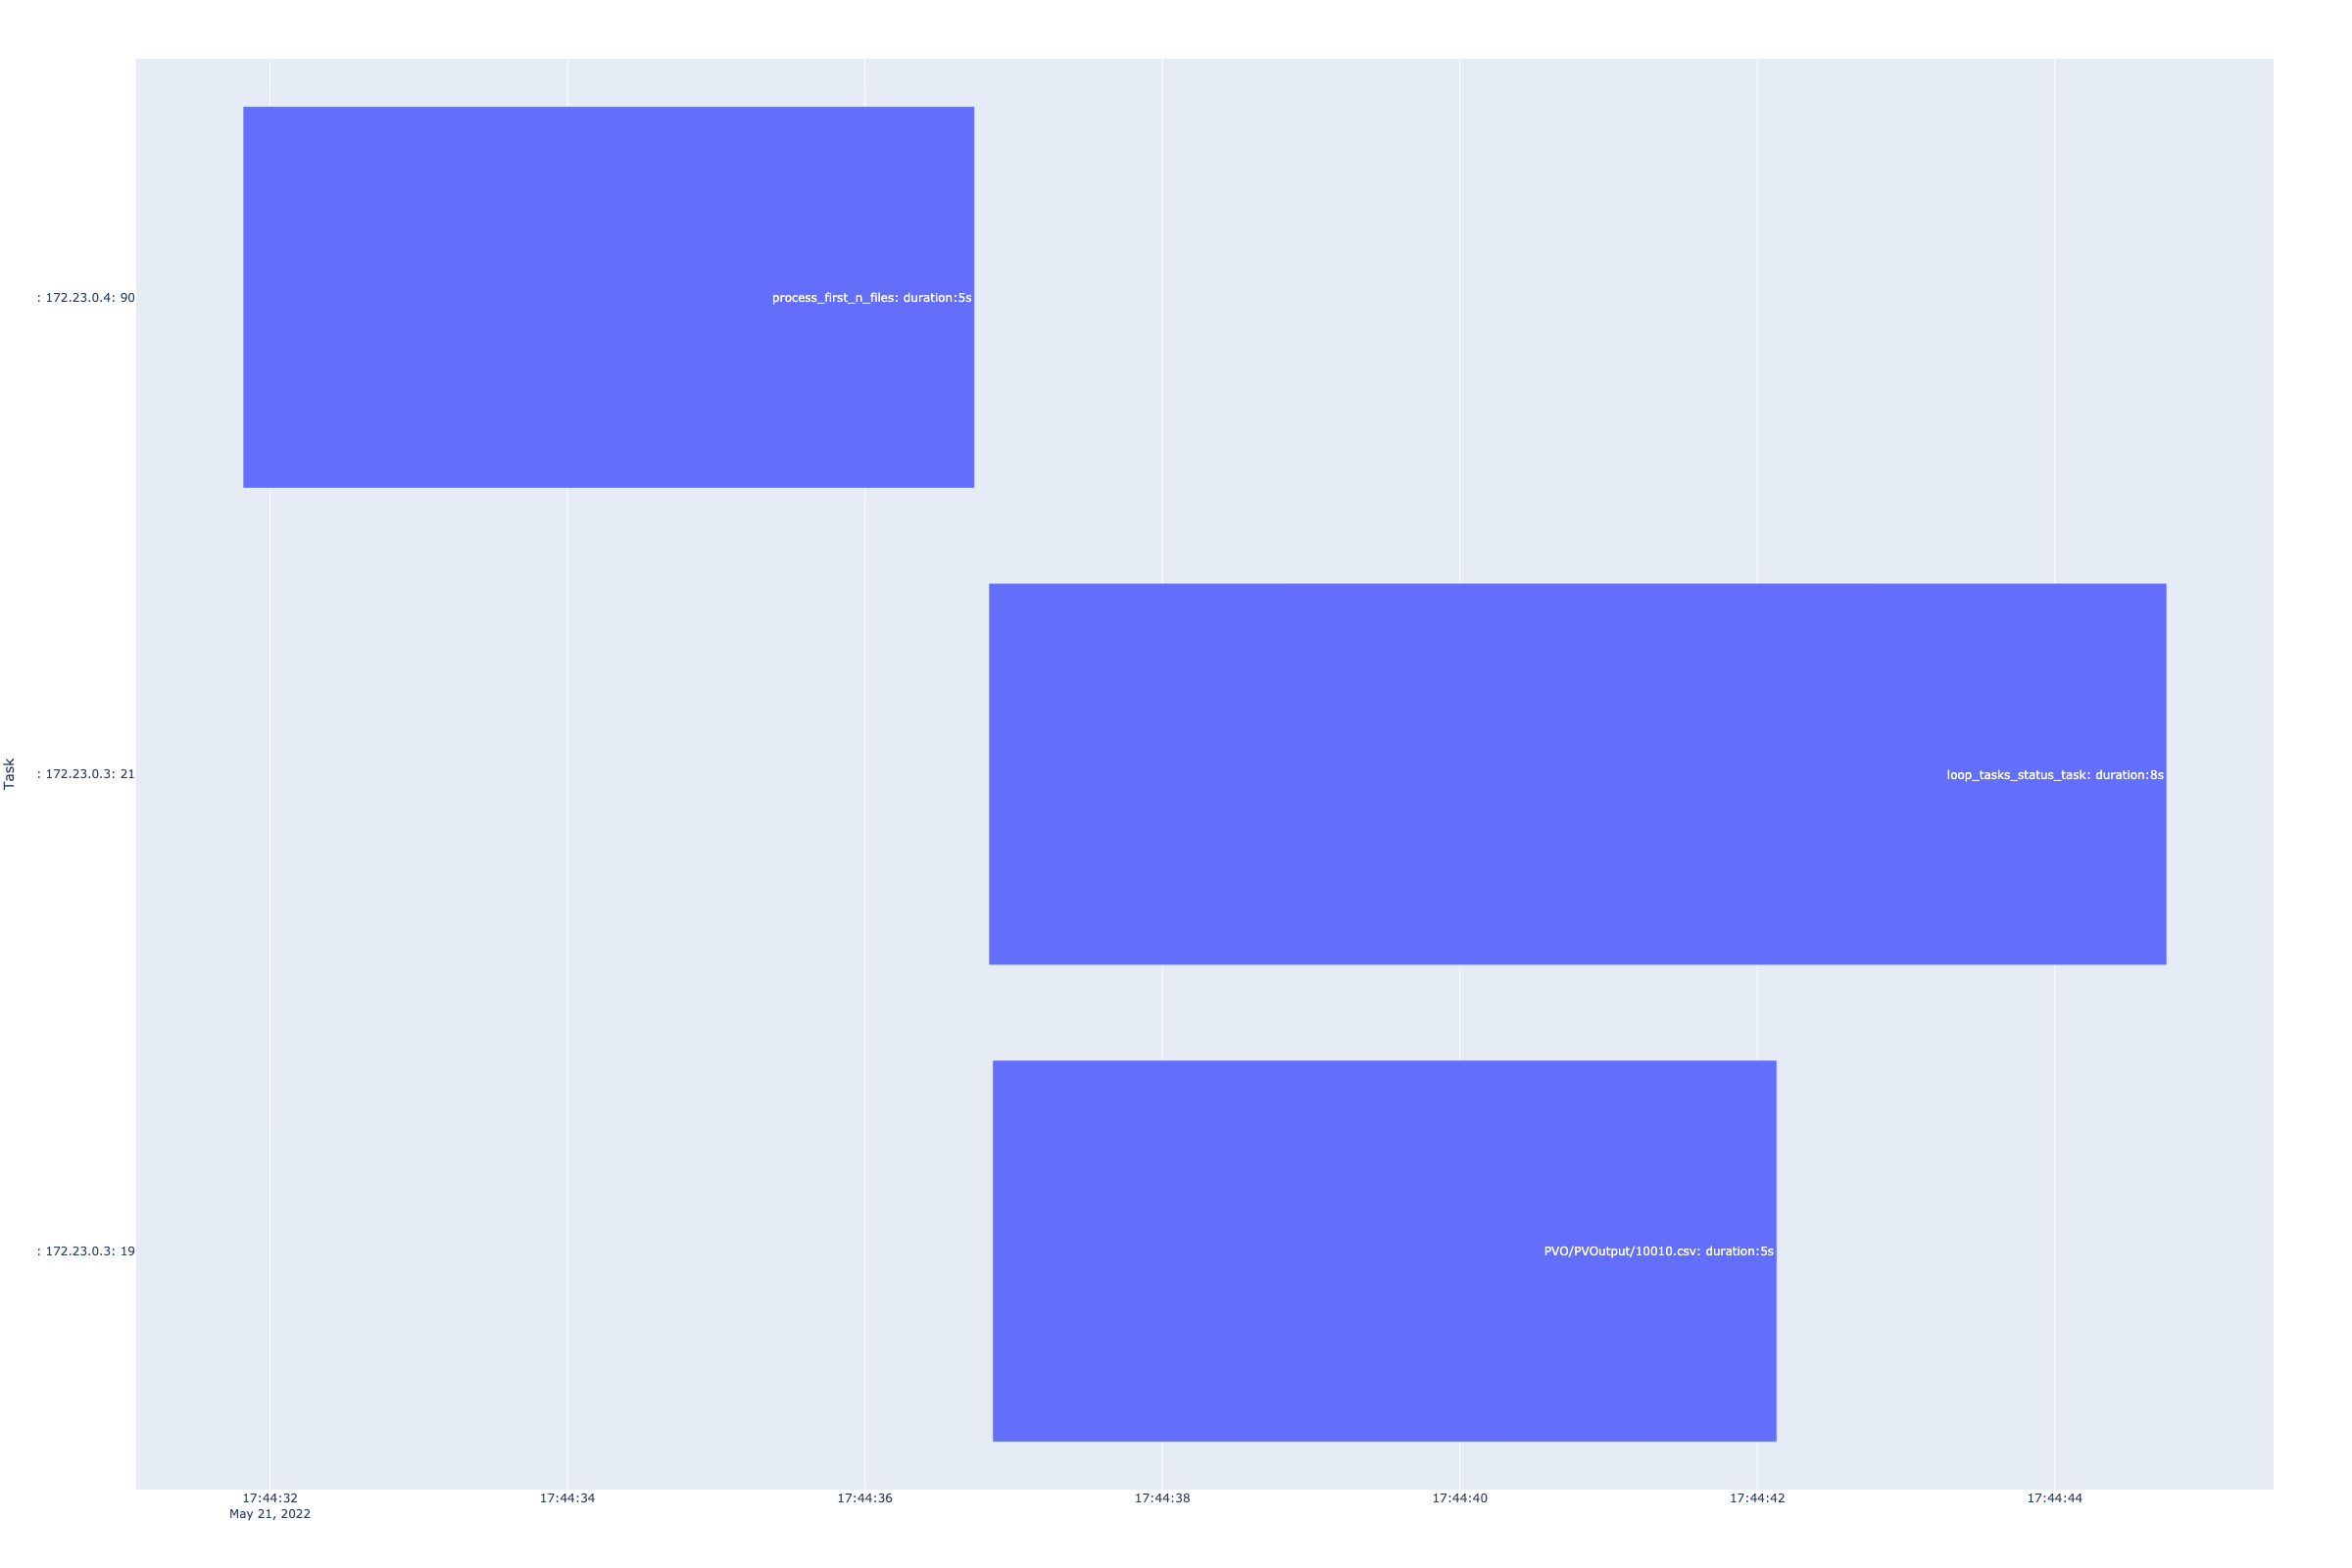 : 172.23.0.4: 90
process_first_n_files: duration:5s
: 172.23.0.3: 21
loop_tasks_status_task: duration:8s
Task
: 172.23.0.3: 19
PVO/PVOutput/10010.csv: duration:5s
17:44:32
May 21, 2022
17:44:34
17:44:36
17:44:38
17:44:40
17:44:42
17:44:44